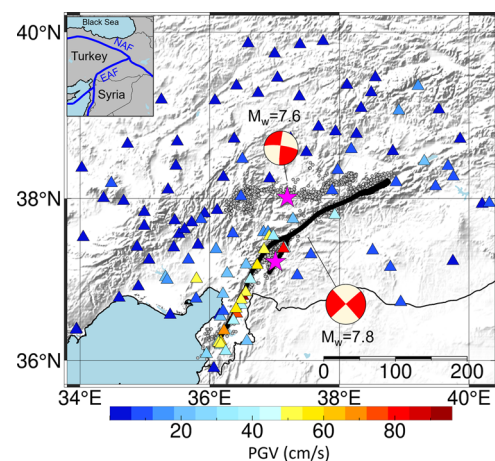 40°N
38°N
36°N
34°E
36°E
38°E
40°E
Black Sea
NAF
Turkey
EAF
Syria
Mw=7.6
Mw=7.8
0 100 200
20 40 60 80
PGV (cm/s)